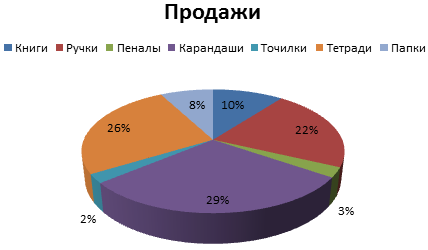 Продажи
Книги Ручки Пеналы Карандаши Точилки Тетради Папки
8% 10%
26% 22%
29%
2% 3%